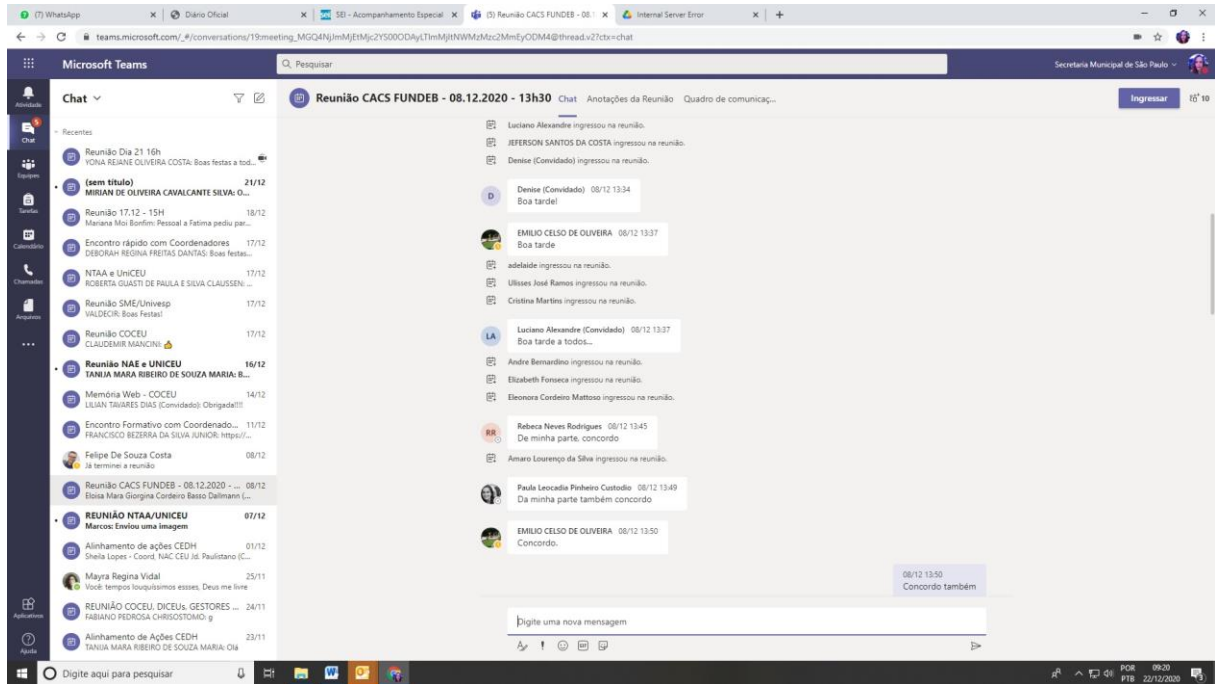 (7) WhatsApp
Diário Oficial
SEI - Acompanhamento Especial
(5) Reunião CACS FUNDEB - 08.1
Internal Server Error
teams.microsoft.com/_#/conversations/19:meeting_MGQ4NjJmMjEtMjc2YS00ODAyLTlmMjItNWMzMzc2MmEyODM4@thread.v2?ctx=chat
Microsoft Teams
Pesquisar
Secretaria Municipal de São Paulo
Atividade
Chat
5
Equipes
Tarefas
Calendário
Chamadas
Arquivos
Aplicativos
Ajuda
Chat
Recentes
Reunião Dia 21 16h
YONA REJANE OLIVEIRA COSTA: Boas festas a tod...
(sem título) 21/12
MIRIAN DE OLIVEIRA CAVALCANTE SILVA: O...
Reunião 17.12 - 15H 18/12
Mariana Moi Bonfim: Pessoal a Fatima pediu par...
Encontro rápido com Coordenadores 17/12
DEBORAH REGINA FREITAS DANTAS: Boas festas...
NTAA e UniCEU 17/12
ROBERTA GUASTI DE PAULA E SILVA CLAUSSEN: ...
Reunião SME/Univesp 17/12
VALDECIR: Boas Festas!
Reunião COCEU 17/12
CLAUDEMIR MANCINI:
Reunião NAE e UNICEU 16/12
TANIJA MARA RIBEIRO DE SOUZA MARIA: B...
Memória Web - COCEU 14/12
LILIAN TAVARES DIAS (Convidado): Obrigada!!!!
Encontro Formativo com Coordenado... 11/12
FRANCISCO BEZERRA DA SILVA JUNIOR: https://...
Felipe De Souza Costa 08/12
Já terminei a reunião
Reunião CACS FUNDEB - 08.12.2020 - ... 08/12
Eloisa Mara Giorgina Cordeiro Basso Dallmann (...
REUNIÃO NTAA/UNICEU 07/12
Marcos: Enviou uma imagem
Alinhamento de ações CEDH 01/12
Sheila Lopes - Coord, NAC CEU Jd. Paulistano (C...
Mayra Regina Vidal 25/11
Você: tempos louquíssimos essses, Deus me livre
REUNIÃO COCEU, DICEUs, GESTORES ... 24/11
FABIANO PEDROSA CHRISOSTOMO: g
Alinhamento de Ações CEDH 23/11
TANIJA MARA RIBEIRO DE SOUZA MARIA: Olá
Reunião CACS FUNDEB - 08.12.2020 - 13h30 Chat Anotações da Reunião Quadro de comunicaç...
Ingressar 10
Luciano Alexandre ingressou na reunião.
JEFERSON SANTOS DA COSTA ingressou na reunião.
Denise (Convidado) ingressou na reunião.
D
Denise (Convidado) 08/12 13:34
Boa tarde!
EMILIO CELSO DE OLIVEIRA 08/12 13:37
Boa tarde
adelaide ingressou na reunião.
Ulisses José Ramos ingressou na reunião.
Cristina Martins ingressou na reunião.
LA
Luciano Alexandre (Convidado) 08/12 13:37
Boa tarde a todos...
Andre Bernardino ingressou na reunião.
Elizabeth Fonseca ingressou na reunião.
Eleonora Cordeiro Mattoso ingressou na reunião.
RR
Rebeca Neves Rodrigues 08/12 13:45
De minha parte, concordo
Amaro Lourenço da Silva ingressou na reunião.
Paula Leocadia Pinheiro Custodio 08/12 13:49
Da minha parte também concordo
EMILIO CELSO DE OLIVEIRA 08/12 13:50
Concordo.
08/12 13:50
Concordo também
Digite uma nova mensagem
GIF
Digite aqui para pesquisar
POR 09:20
PTB 22/12/2020